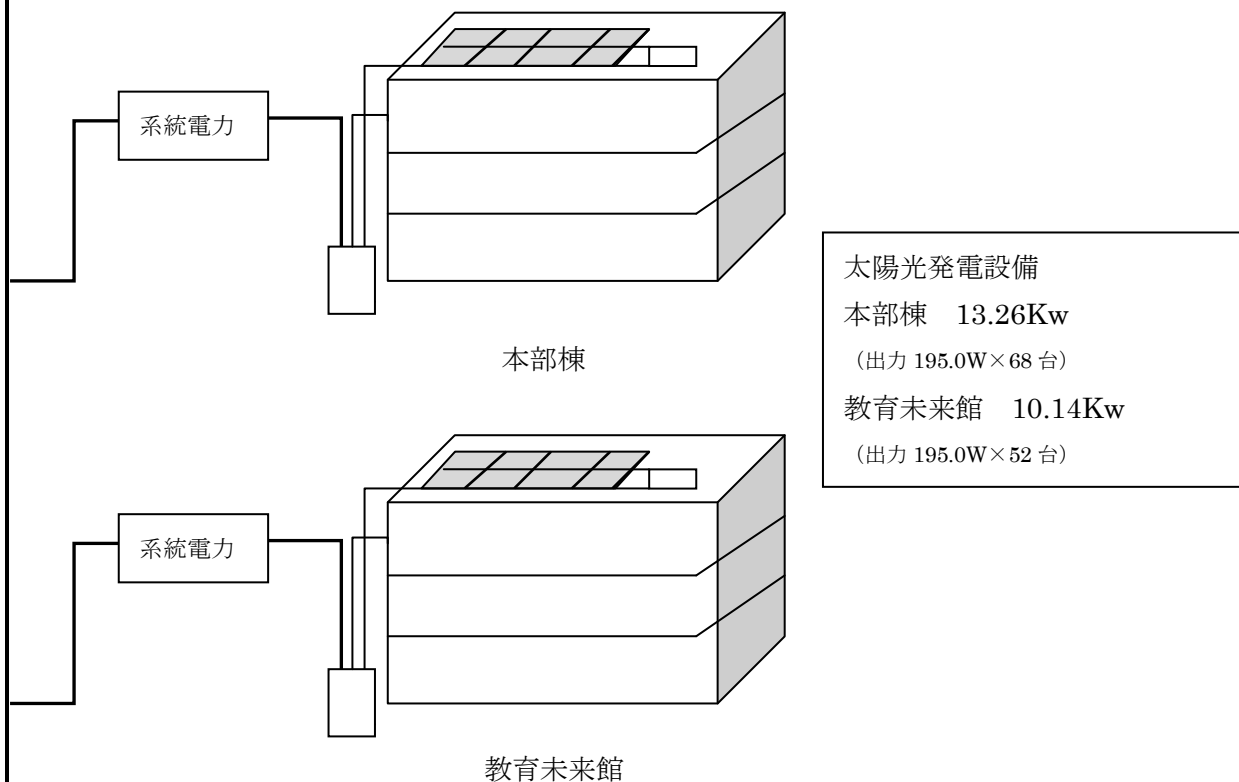 系統電力
本部棟
太陽光発電設備
本部棟　13.26Kw
（出力 195.0W×68 台）
教育未来館　10.14Kw
（出力 195.0W×52 台）
系統電力
教育未来館